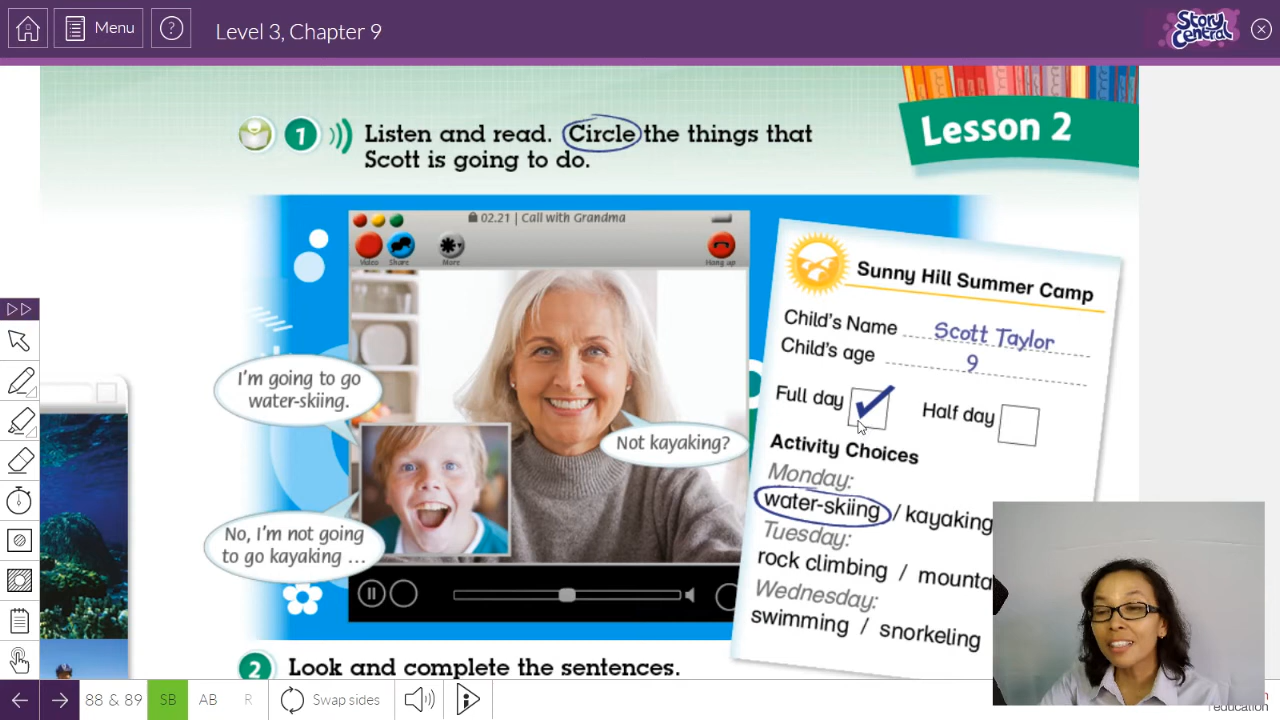 Menu
?
Level 3, Chapter 9
Story Central
1
Listen and read. Circle the things that
Scott is going to do.
Lesson 2
02.21 | Call with Grandma
Video
Share
More
Hang up
I'm going to go
water-skiing.
Not kayaking?
No, I'm not going
to go kayaking ...
Sunny Hill Summer Camp
Child's Name Scott Taylor
Child's age 9
Full day
Half day
Activity Choices
Monday:
water-skiing / kayaking
Tuesday:
rock climbing / mounta
Wednesday:
swimming / snorkeling
2 Look and complete the sentences.
88 & 89
SB
AB
R
Swap sides
education